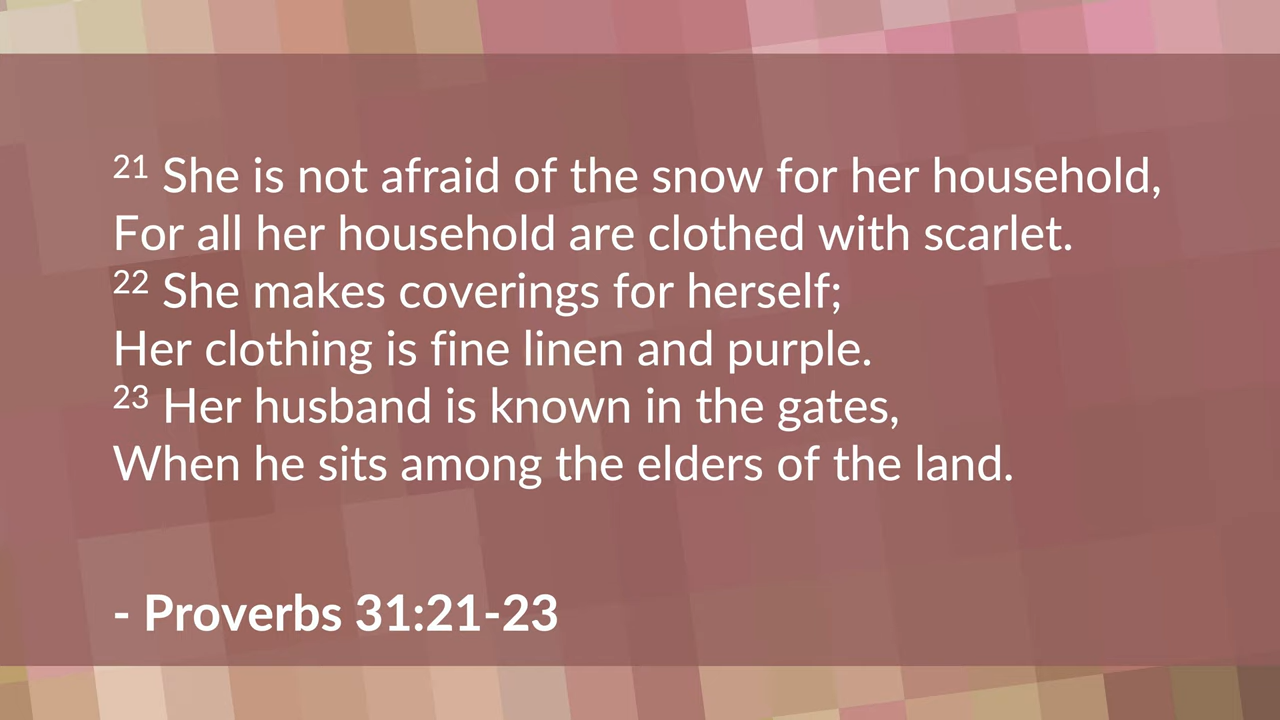 21 She is not afraid of the snow for her household,
For all her household are clothed with scarlet.
22 She makes coverings for herself;
Her clothing is fine linen and purple.
23 Her husband is known in the gates,
When he sits among the elders of the land.
- Proverbs 31:21-23